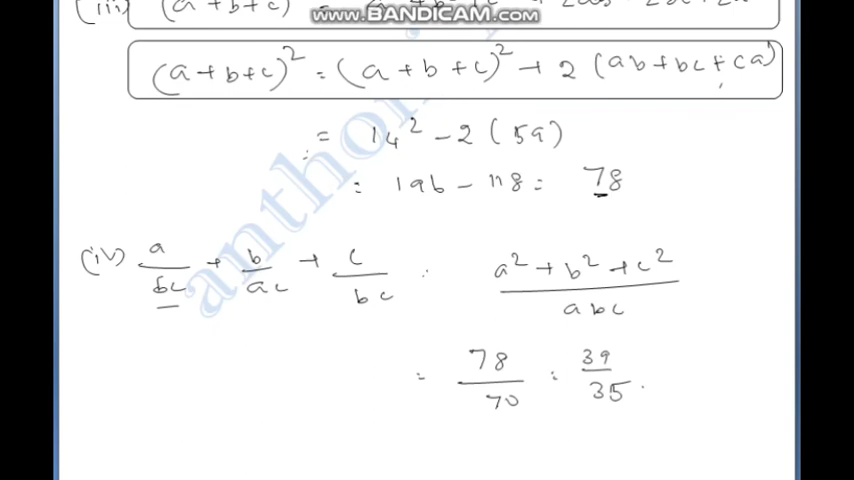 www.BANDICAM.com
(iii) (a+b+c)
(a+b+c)² = (a+b+c)² + 2 (ab+bc+ca)
= 14² - 2 (59)
= 196 - 118 = 78
(iv) a/bc + b/ac + c/bc : a² + b² + c² / abc
= 78/70 : 39/35.